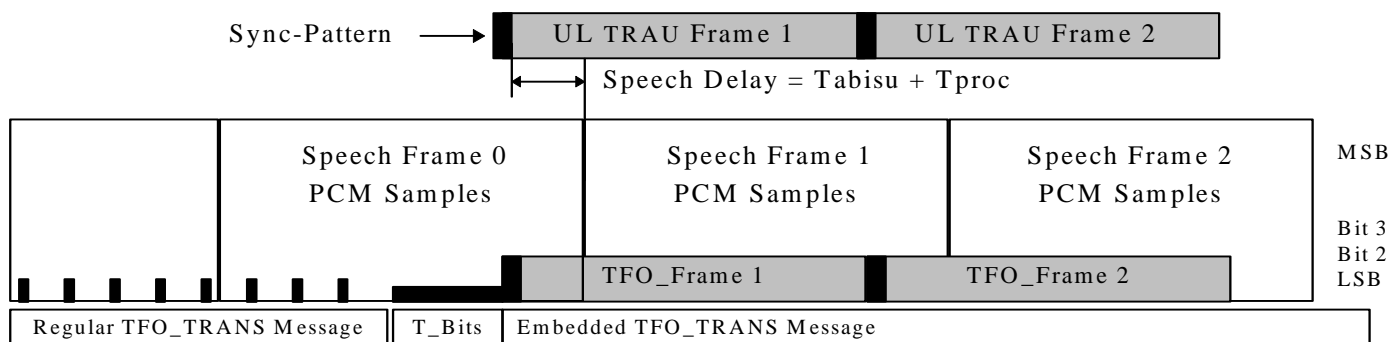 Sync-Pattern
UL TRAU Frame 1
UL TRAU Frame 2
Speech Delay = Tabisu + Tproc
Speech Frame 0
PCM Samples
Speech Frame 1
PCM Samples
Speech Frame 2
PCM Samples
MSB
Bit 3
Bit 2
LSB
TFO_Frame 1
TFO_Frame 2
Regular TFO_TRANS Message
T_Bits
Embedded TFO_TRANS Message